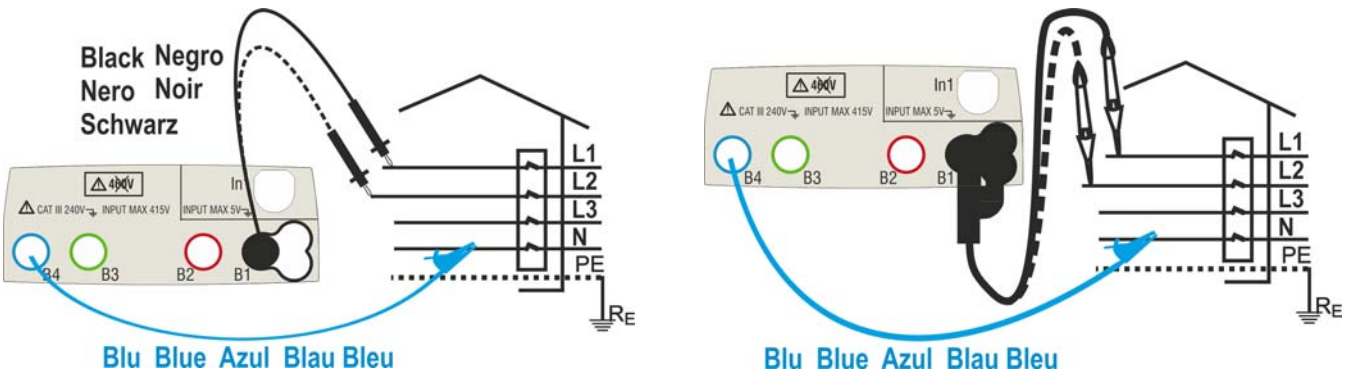 Black Negro
Nero Noir
Schwarz
L1
L2
L3
N
PE
RE
460V
In
CAT III 240V INPUT MAX 415V
INPUT MAX 5V
B4 B3 B2 B1
Blu Blue Azul Blau Bleu
460V
In1
CAT III 240V INPUT MAX 415V
INPUT MAX 5V
B4 B3 B2 B1
L1
L2
L3
N
PE
RE
Blu Blue Azul Blau Bleu